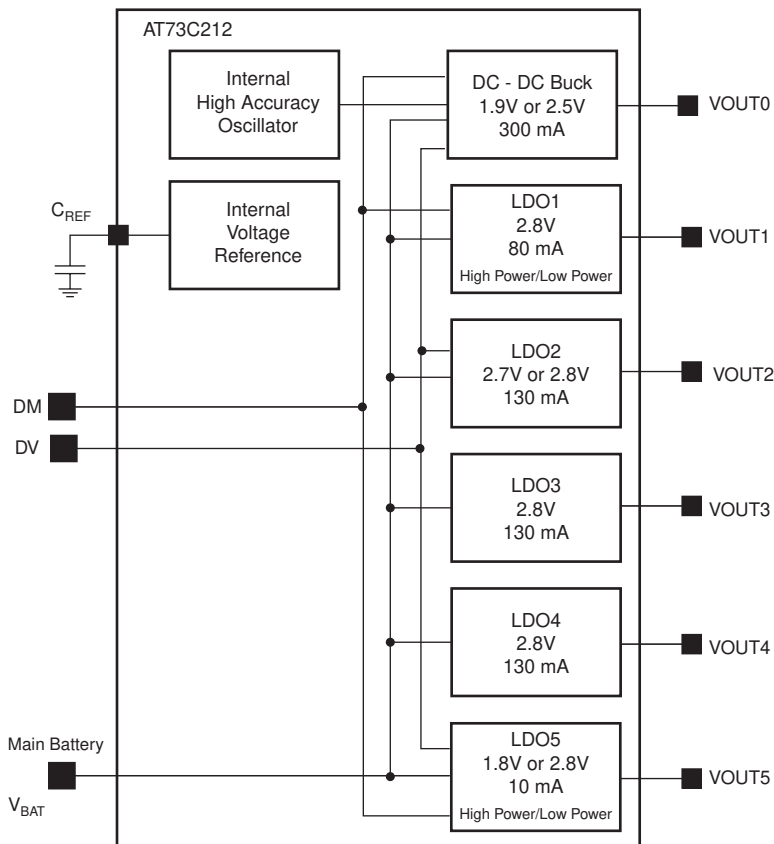 AT73C212
Internal
High Accuracy
Oscillator
DC - DC Buck
1.9V or 2.5V
300 mA
VOUT0
CREF
Internal
Voltage
Reference
LDO1
2.8V
80 mA
High Power/Low Power
VOUT1
LDO2
2.7V or 2.8V
130 mA
VOUT2
DM
DV
LDO3
2.8V
130 mA
VOUT3
LDO4
2.8V
130 mA
VOUT4
Main Battery
VBAT
LDO5
1.8V or 2.8V
10 mA
High Power/Low Power
VOUT5